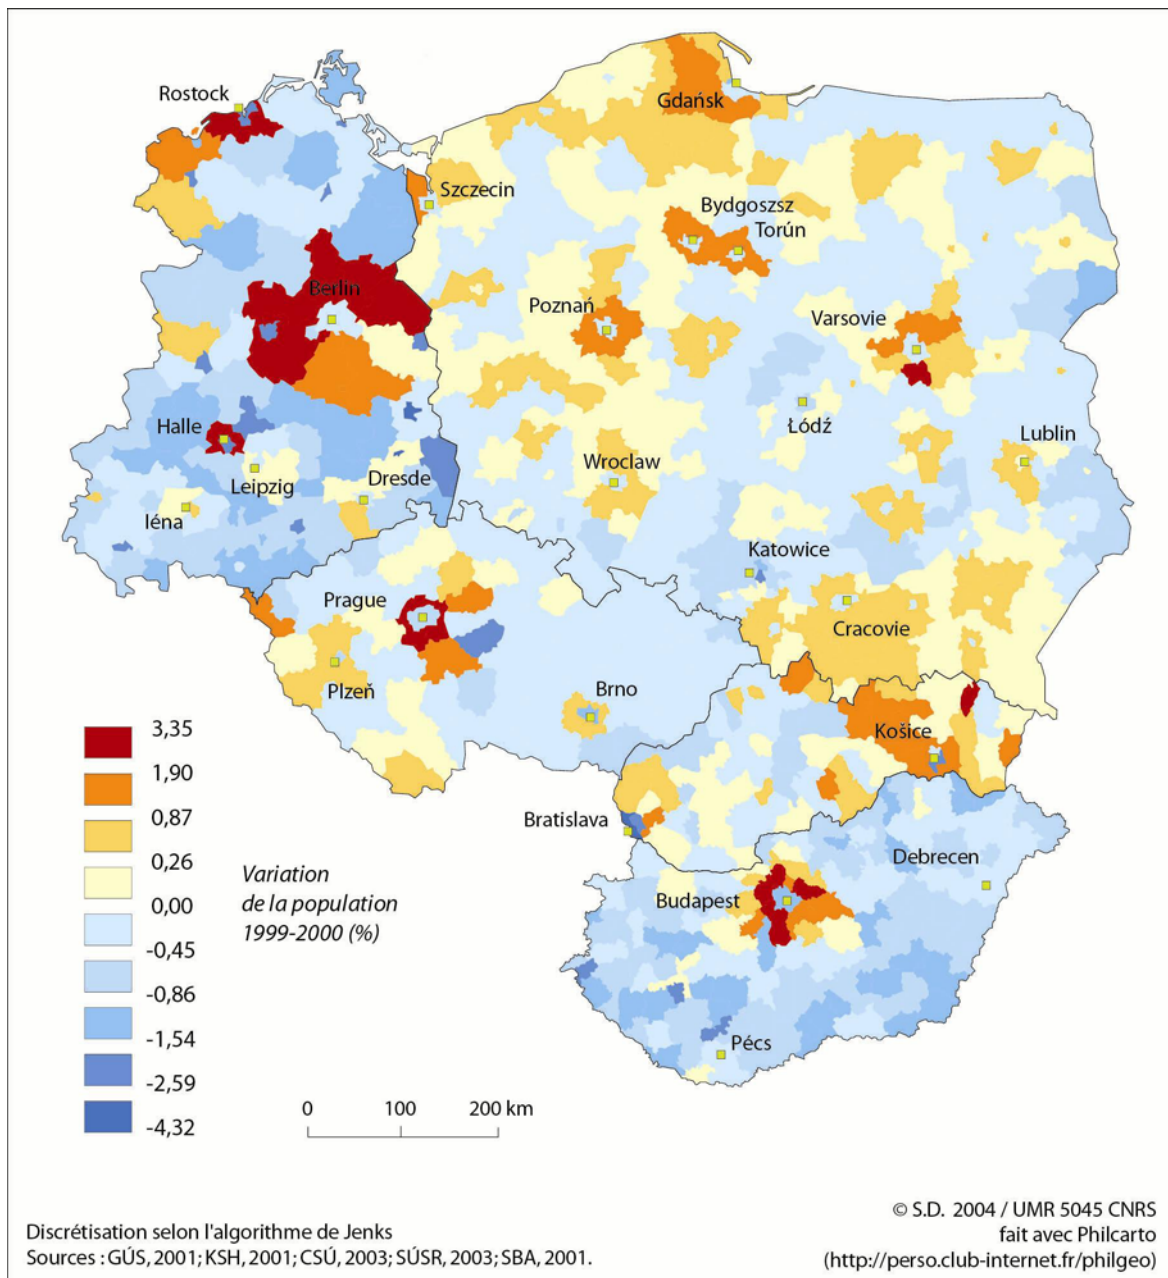 Rostock
Gdańsk
Szczecin
Bydgoszsz
Torún
Berlin
Poznań
Varsovie
Halle
Łódź
Lublin
Wroclaw
Dresde
Leipzig
Iéna
Katowice
Prague
Cracovie
Plzeň
Brno
Košice
3,35
1,90
0,87
0,26
0,00
-0,45
-0,86
-1,54
-2,59
-4,32
Variation
de la population
1999-2000 (%)
Bratislava
Debrecen
Budapest
Pécs
0 100 200 km
© S.D. 2004 / UMR 5045 CNRS
fait avec Philcarto
(http://perso.club-internet.fr/philgeo)
Discrétisation selon l'algorithme de Jenks
Sources : GÚS, 2001; KSH, 2001; CSÚ, 2003; SÚSR, 2003; SBA, 2001.